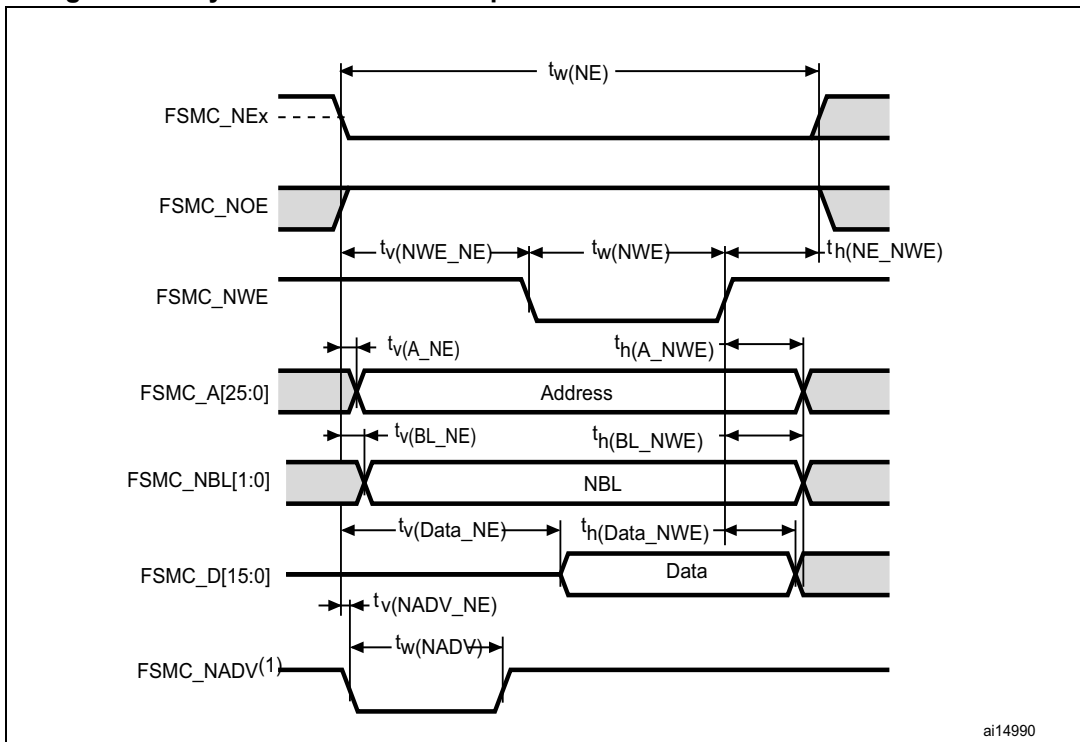 tw(NE)
FSMC_NEx
FSMC_NOE
tv(NWE_NE)
tw(NWE)
th(NE_NWE)
FSMC_NWE
tv(A_NE)
th(A_NWE)
FSMC_A[25:0]
Address
tv(BL_NE)
th(BL_NWE)
FSMC_NBL[1:0]
NBL
tv(Data_NE)
th(Data_NWE)
FSMC_D[15:0]
Data
tv(NADV_NE)
tw(NADV)
FSMC_NADV(1)
ai14990